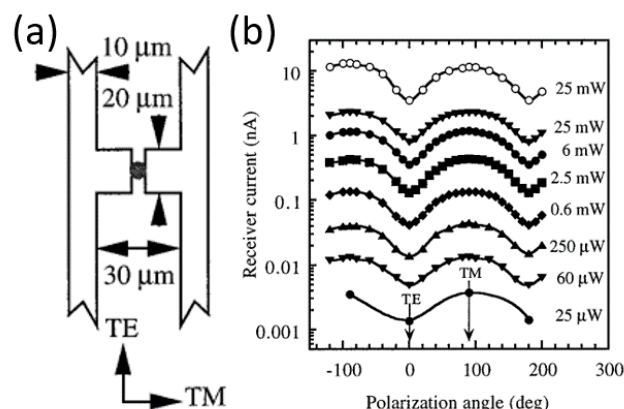 (a)
10 μm
20 μm
30 μm
TE
TM
(b)
Receiver current (nA)
10
1
0.1
0.01
0.001
25 mW
25 mW
6 mW
2.5 mW
0.6 mW
250 μW
60 μW
25 μW
TE
TM
-100
0
100
200
300
Polarization angle (deg)